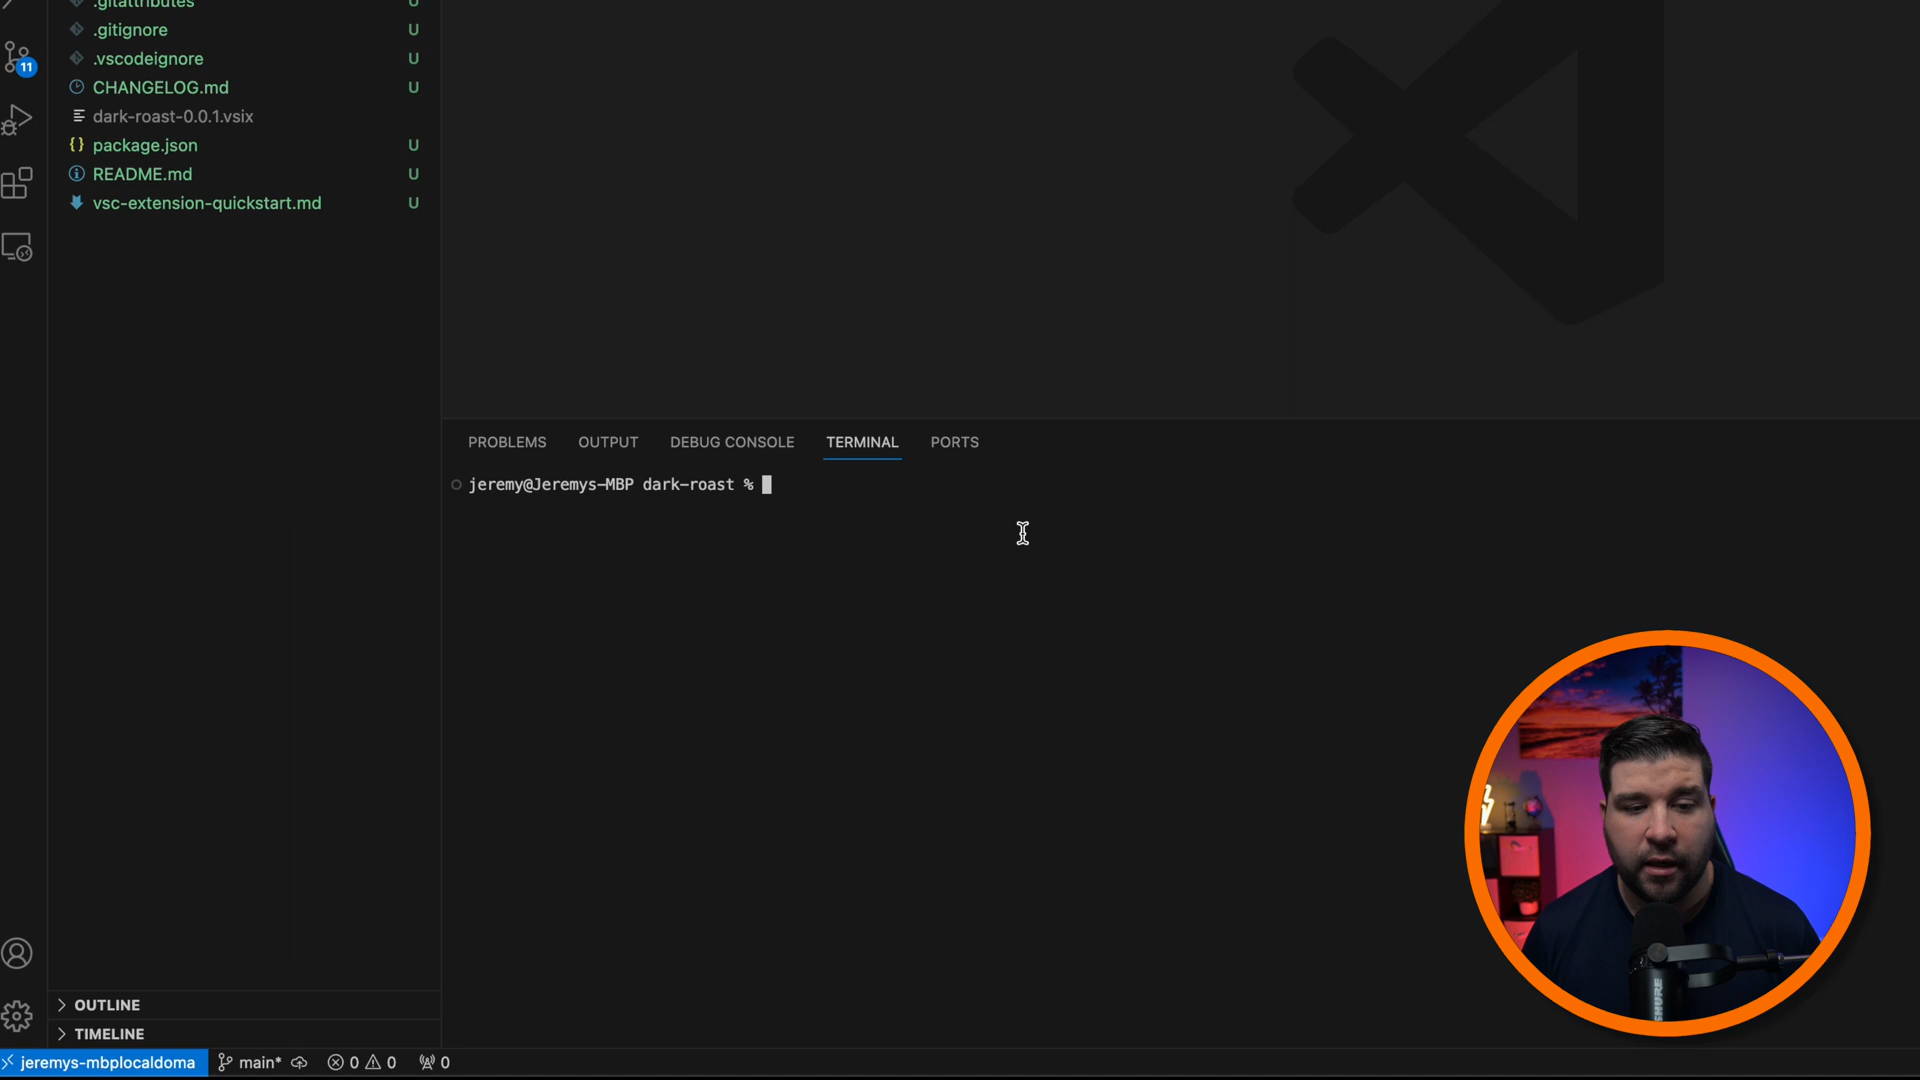 .gitattributes U
.gitignore U
.vscodeignore U
CHANGELOG.md U
dark-roast-0.0.1.vsix
package.json U
README.md U
vsc-extension-quickstart.md U
11
PROBLEMS OUTPUT DEBUG CONSOLE TERMINAL PORTS
jeremy@Jeremys-MBP dark-roast %
SHURE
OUTLINE
TIMELINE
jeremys-mbplocaldoma main* 0 0 0